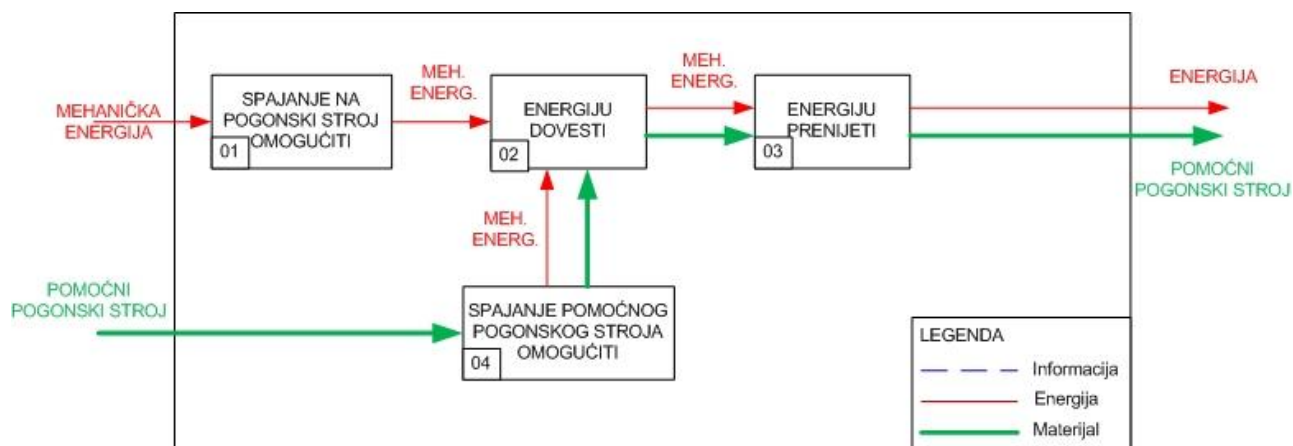 MEHANIČKA
ENERGIJA
SPAJANJE NA
POGONSKI STROJ
OMOGUĆITI
01
MEH.
ENERG.
ENERGIJU
DOVESTI
02
MEH.
ENERG.
ENERGIJU
PRENIJETI
03
ENERGIJA
POMOĆNI
POGONSKI STROJ
MEH.
ENERG.
POMOĆNI
POGONSKI STROJ
SPAJANJE POMOĆNOG
POGONSKOG STROJA
OMOGUĆITI
04
LEGENDA
Informacija
Energija
Materijal